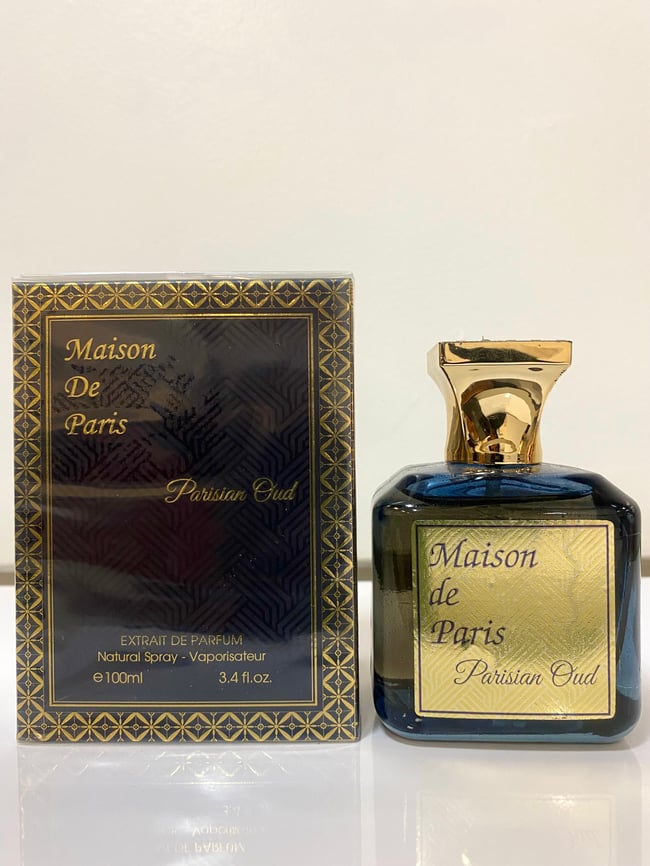 Maison
De
Paris
Parisian Oud
EXTRAIT DE PARFUM
Natural Spray - Vaporisateur
℮100ml 3.4 fl.oz.
Maison
de
Paris
Parisian Oud